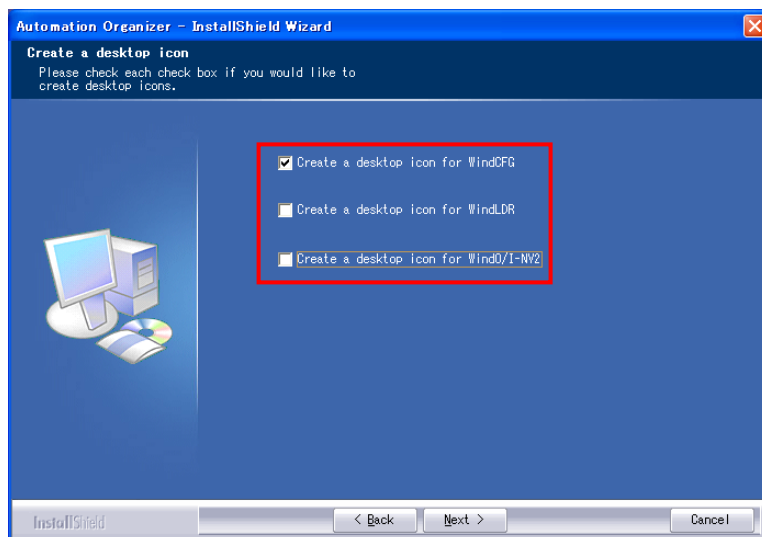 Automation Organizer - InstallShield Wizard
Create a desktop icon
Please check each check box if you would like to
create desktop icons.
Create a desktop icon for WindCFG
Create a desktop icon for WindLDR
Create a desktop icon for WindO/I-NV2
InstallShield
< Back
Next >
Cancel